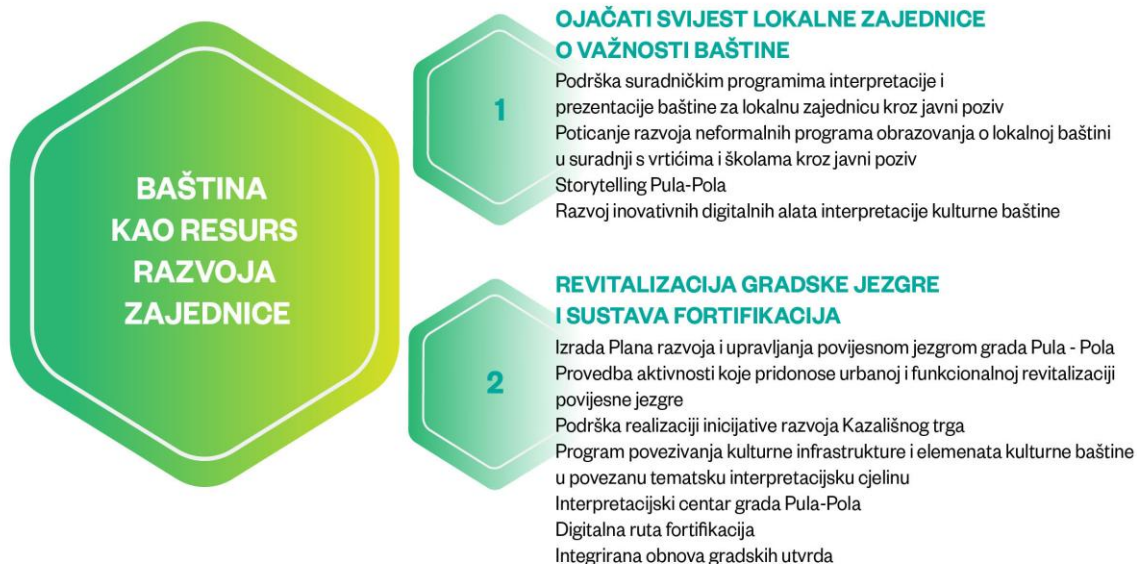 BAŠTINA
KAO RESURS
RAZVOJA
ZAJEDNICE
1
OJAČATI SVIJEST LOKALNE ZAJEDNICE
O VAŽNOSTI BAŠTINE
Podrška suradničkim programima interpretacije i
prezentacije baštine za lokalnu zajednicu kroz javni poziv
Poticanje razvoja neformalnih programa obrazovanja o lokalnoj baštini
u suradnji s vrtićima i školama kroz javni poziv
Storytelling Pula-Pola
Razvoj inovativnih digitalnih alata interpretacije kulturne baštine
2
REVITALIZACIJA GRADSKE JEZGRE
I SUSTAVA FORTIFIKACIJA
Izrada Plana razvoja i upravljanja povijesnom jezgrom grada Pula - Pola
Provedba aktivnosti koje pridonose urbanoj i funkcionalnoj revitalizaciji
povijesne jezgre
Podrška realizaciji inicijative razvoja Kazališnog trga
Program povezivanja kulturne infrastrukture i elemenata kulturne baštine
u povezanu tematsku interpretacijsku cjelinu
Interpretacijski centar grada Pula-Pola
Digitalna ruta fortifikacija
Integrirana obnova gradskih utvrda